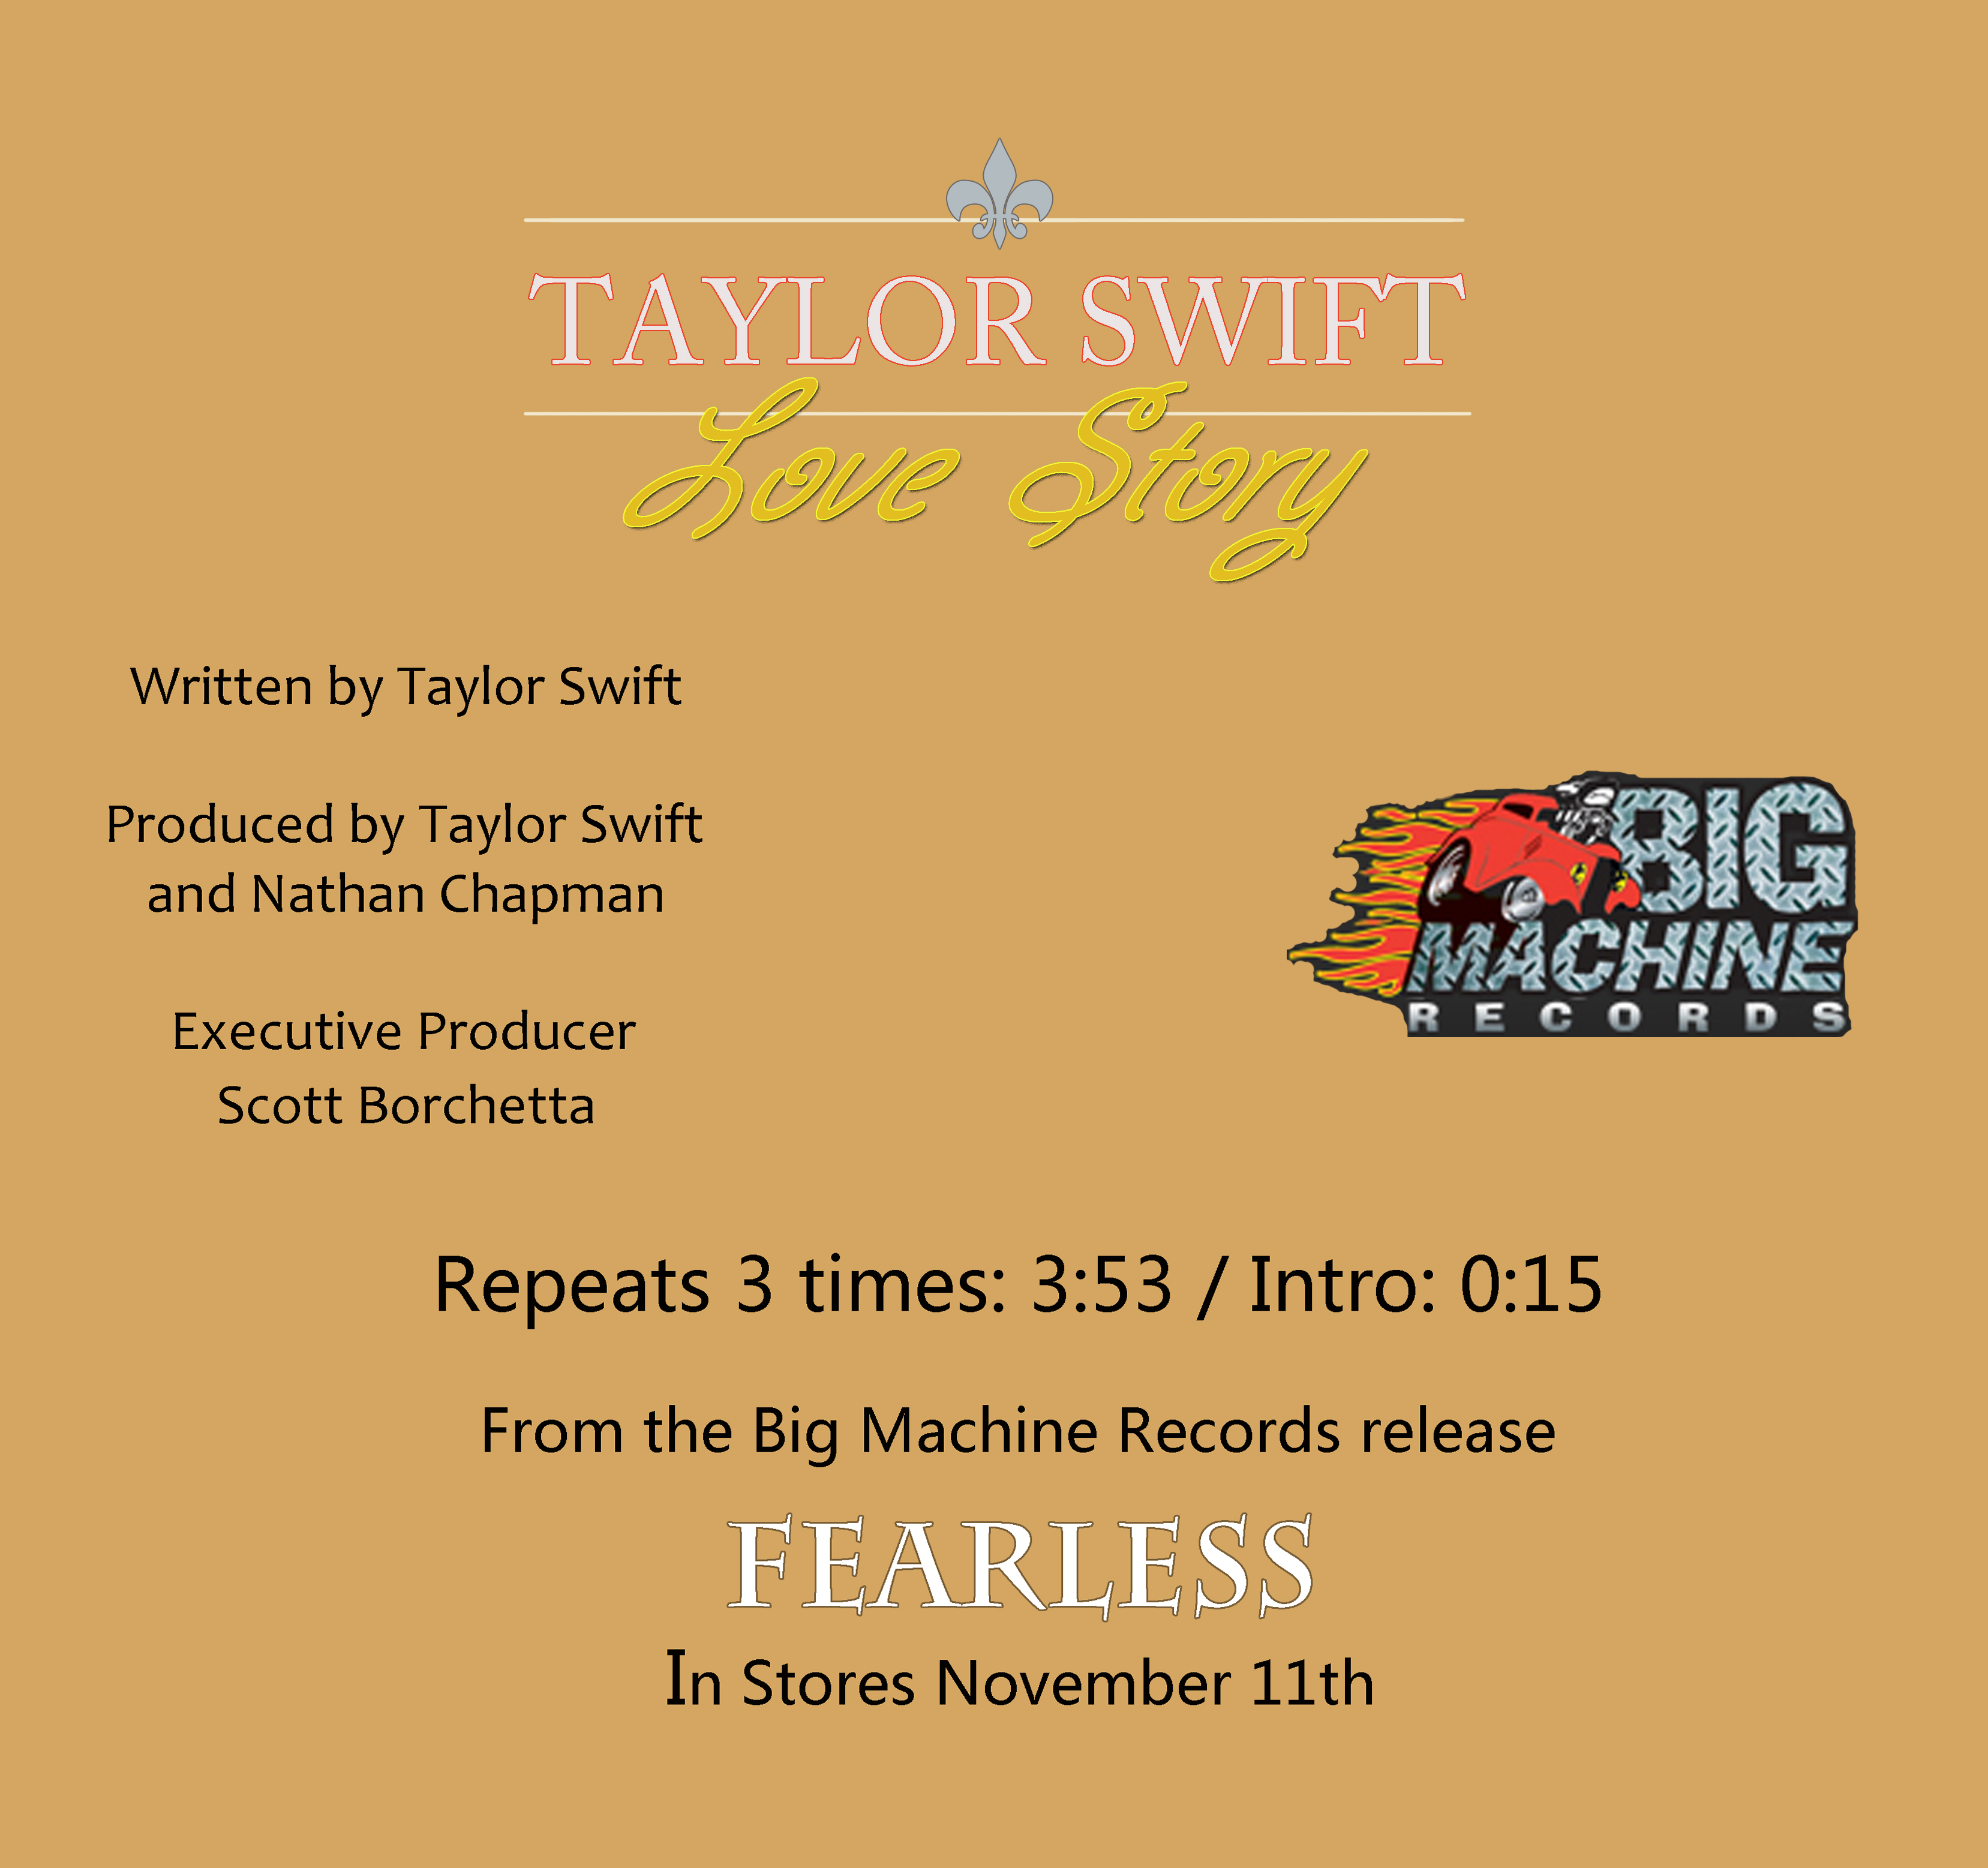 TAYLOR SWIFT
Love Story
Written by Taylor Swift
Produced by Taylor Swift
and Nathan Chapman
Executive Producer
Scott Borchetta
BIG
MACHINE
RECORDS
Repeats 3 times: 3:53 / Intro: 0:15
From the Big Machine Records release
FEARLESS
In Stores November 11th